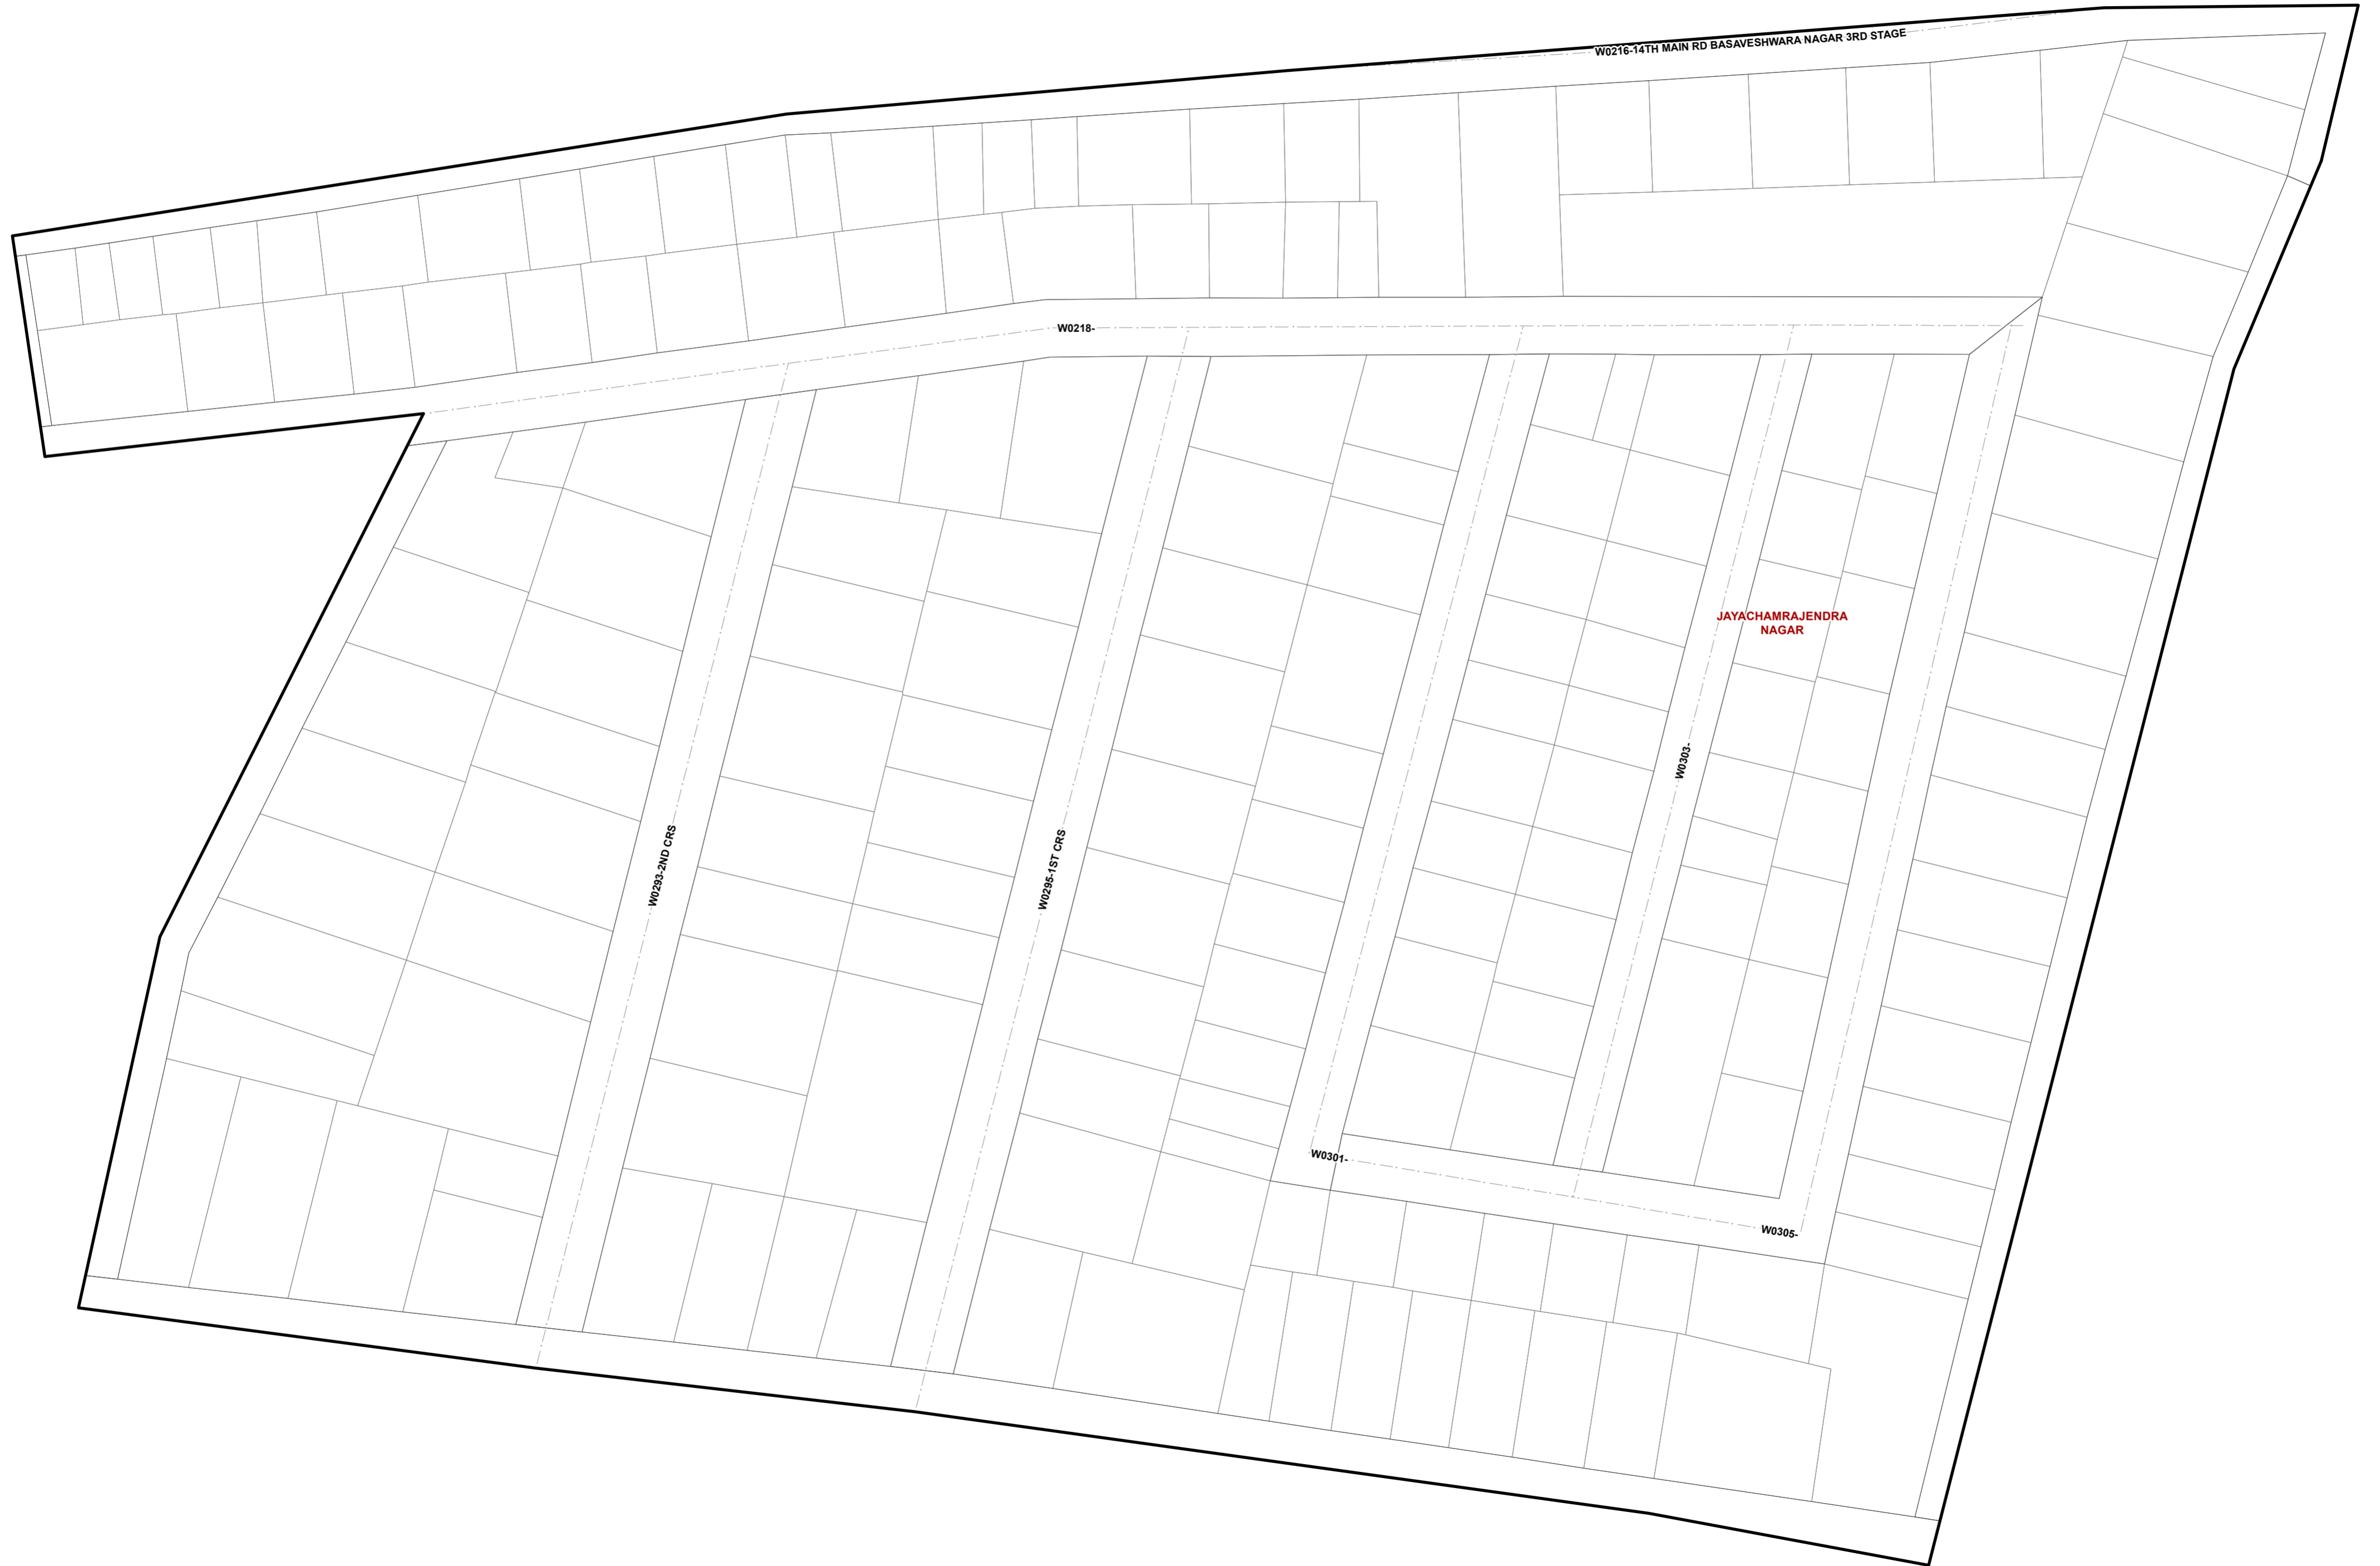 W0216-14TH MAIN RD BASAVESHWARA NAGAR 3RD STAGE
W0218-
JAYACHAMRAJENDRA
NAGAR
W0303-
W0293-2ND CRS
W0295-1ST CRS
W0301-
W0305-